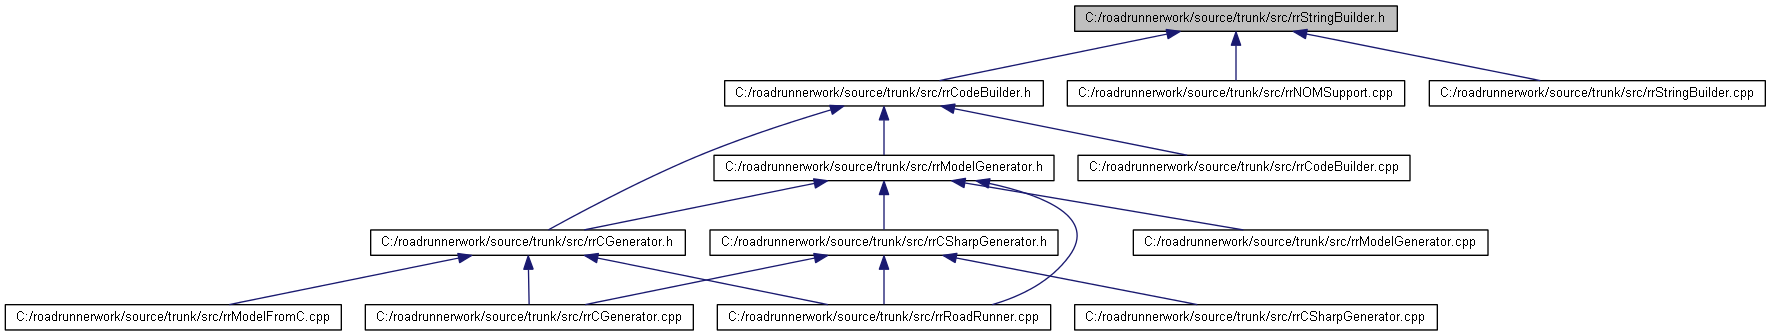 C:/roadrunnerwork/source/trunk/src/rrStringBuilder.h
C:/roadrunnerwork/source/trunk/src/rrCodeBuilder.h
C:/roadrunnerwork/source/trunk/src/rrNOMSupport.cpp
C:/roadrunnerwork/source/trunk/src/rrStringBuilder.cpp
C:/roadrunnerwork/source/trunk/src/rrModelGenerator.h
C:/roadrunnerwork/source/trunk/src/rrCodeBuilder.cpp
C:/roadrunnerwork/source/trunk/src/rrCGenerator.h
C:/roadrunnerwork/source/trunk/src/rrCSharpGenerator.h
C:/roadrunnerwork/source/trunk/src/rrModelGenerator.cpp
C:/roadrunnerwork/source/trunk/src/rrModelFromC.cpp
C:/roadrunnerwork/source/trunk/src/rrCGenerator.cpp
C:/roadrunnerwork/source/trunk/src/rrRoadRunner.cpp
C:/roadrunnerwork/source/trunk/src/rrCSharpGenerator.cpp